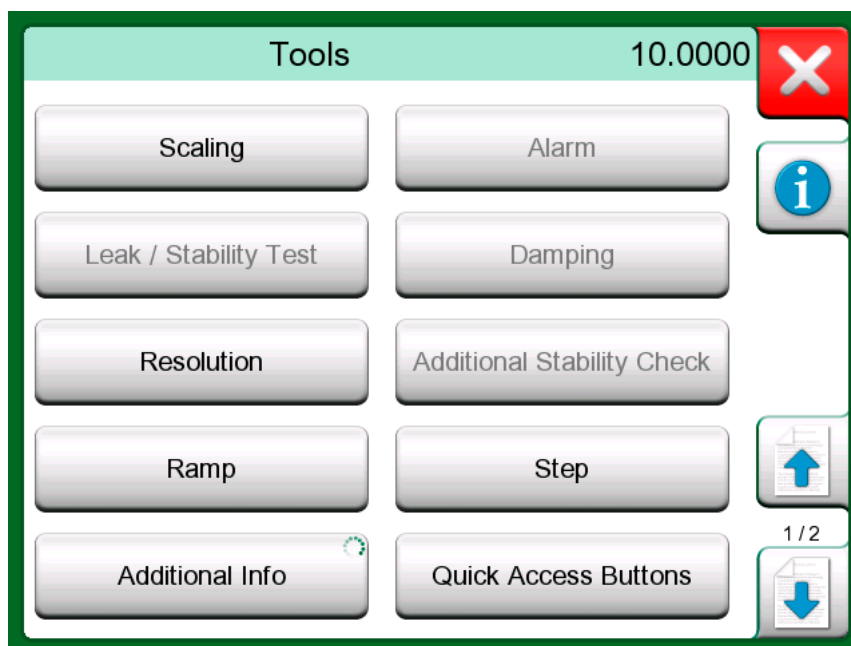 Tools 10.0000
Scaling
Alarm
Leak / Stability Test
Damping
Resolution
Additional Stability Check
Ramp
Step
1 / 2
Additional Info
Quick Access Buttons